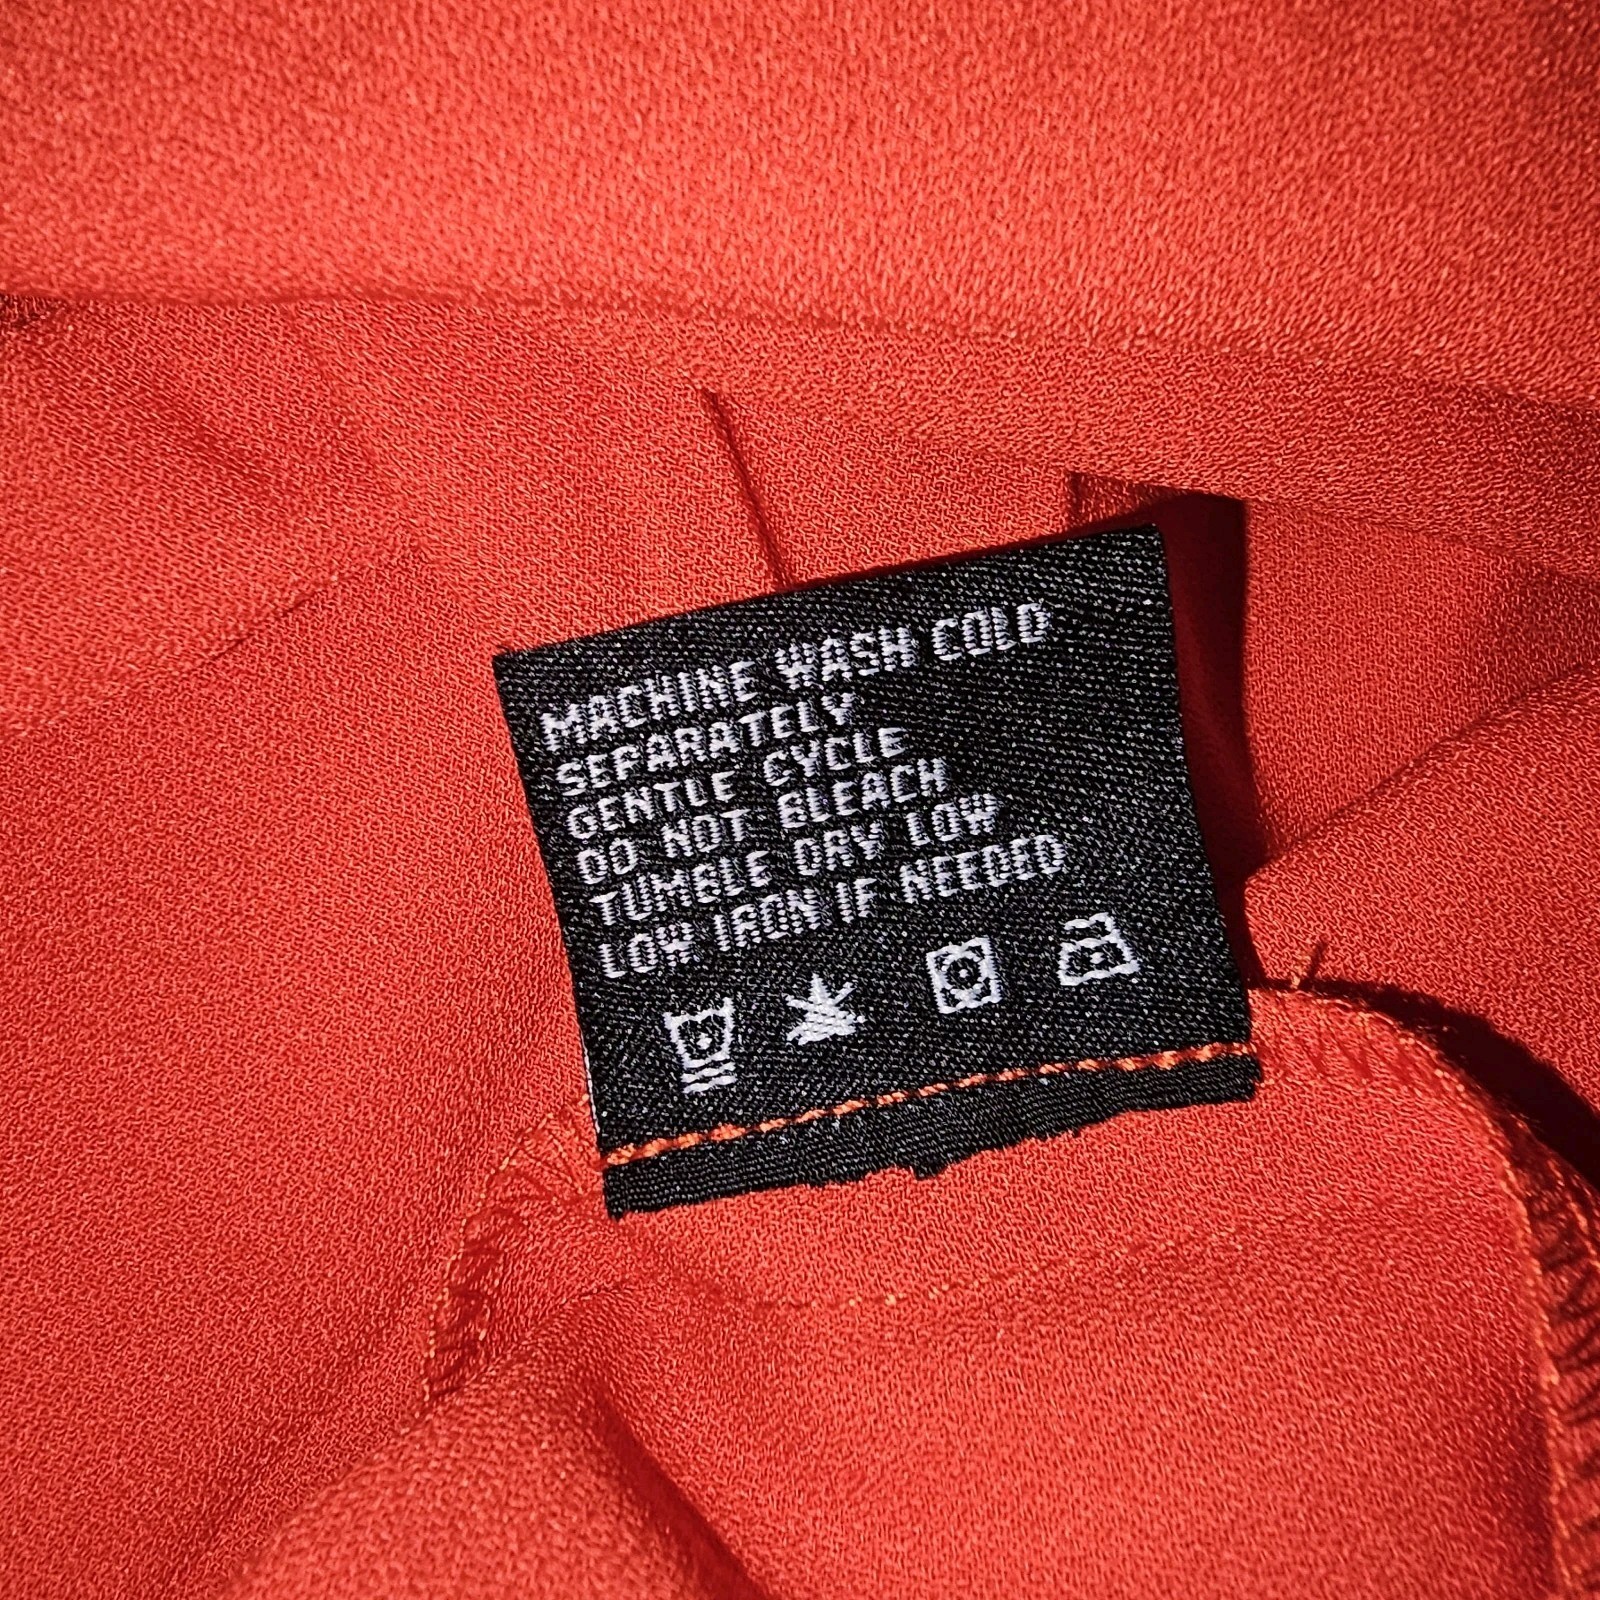 MACHINE WASH COLD
SEPARATELY
GENTLE CYCLE
DO NOT BLEACH
TUMBLE DRY LOW
LOW IRON IF NEEDED